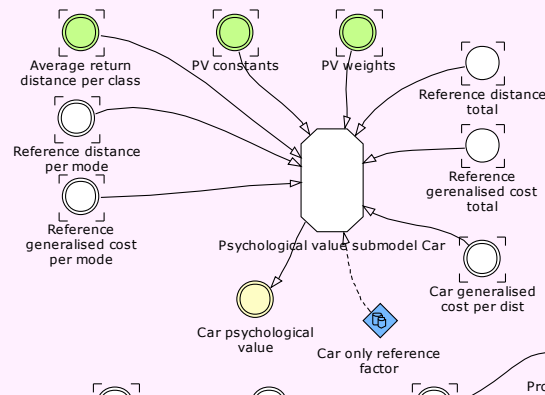 Average return
distance per class
PV constants
PV weights
Reference distance
total
Reference distance
per mode
Reference
gerenalised cost
total
Reference
generalised cost
per mode
Psychological value submodel Car
Car generalised
cost per dist
Car psychological
value
Car only reference
factor